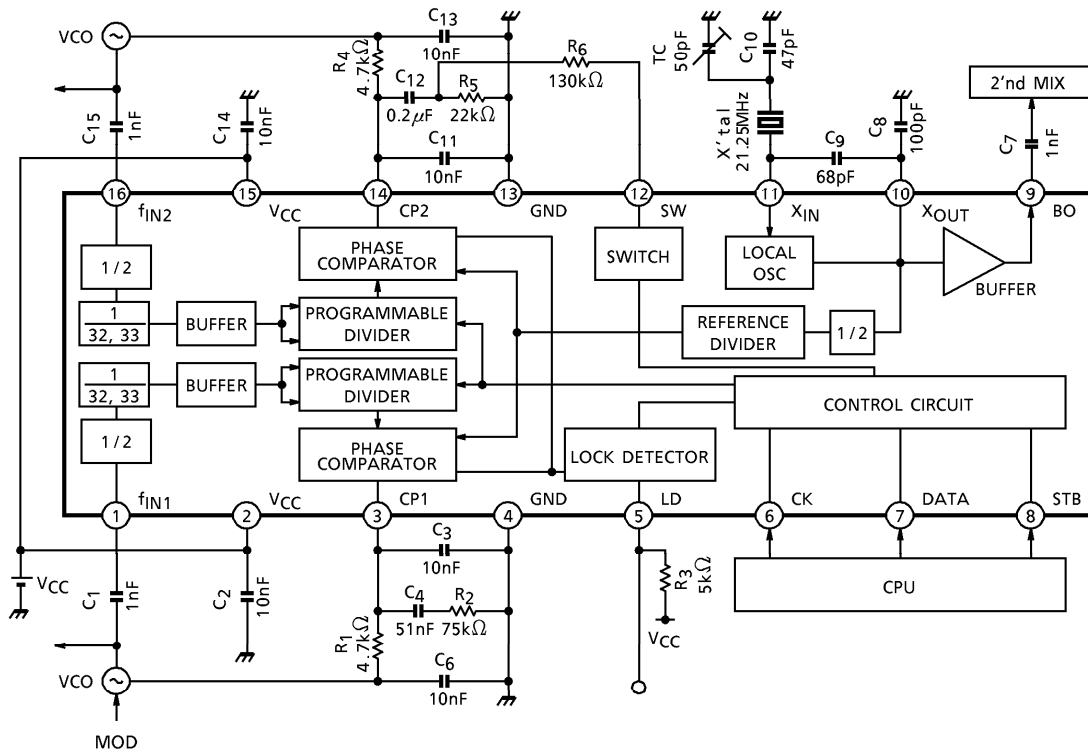 VCO
C13
10nF
R4
4.7kΩ
C12
0.2μF
R5
22kΩ
R6
130kΩ
C11
10nF
C15
1nF
C14
10nF
TC
50pF
C10
47pF
X'tal
21.25MHz
C9
68pF
C8
100pF
2'nd MIX
C7
1nF
16
15
14
13
12
11
10
9
fIN2
VCC
CP2
GND
SW
XIN
XOUT
BO
1/2
PHASE
COMPARATOR
SWITCH
LOCAL
OSC
BUFFER
1
32, 33
BUFFER
PROGRAMMABLE
DIVIDER
REFERENCE
DIVIDER
1/2
1
32, 33
BUFFER
PROGRAMMABLE
DIVIDER
CONTROL CIRCUIT
1/2
PHASE
COMPARATOR
LOCK DETECTOR
fIN1
VCC
CP1
GND
LD
CK
DATA
STB
1
2
3
4
5
6
7
8
VCC
C1
1nF
C2
10nF
C3
10nF
C4
51nF
R2
75kΩ
R1
4.7kΩ
C6
10nF
R3
5kΩ
VCC
CPU
VCO
MOD